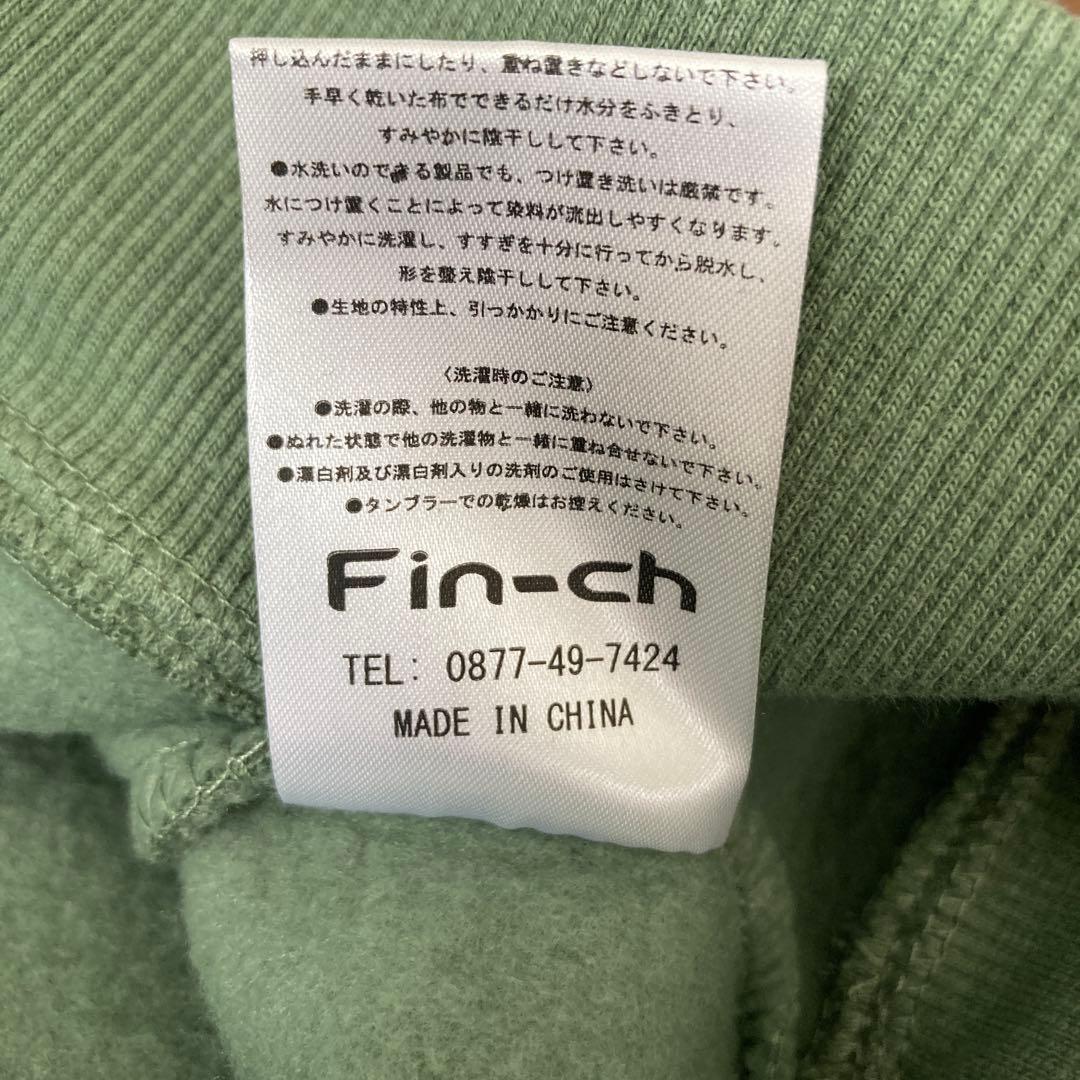 押し込んだままにしたり、重ね置きなどしないで下さい。
手早く乾いた布でできるだけ水分をふきとり、
すみやかに陰干しして下さい。
●水洗いのできる製品でも、つけ置き洗いは厳禁です。
水につけ置くことによって染料が流出しやすくなります。
すみやかに洗濯し、すすぎを十分に行ってから脱水し、
形を整え陰干しして下さい。
●生地の特性上、引っかかりにご注意ください。
〈洗濯時のご注意〉
●洗濯の際、他の物と一緒に洗わないで下さい。
●ぬれた状態で他の洗濯物と一緒に重ね合せないで下さい。
●漂白剤及び漂白剤入りの洗剤のご使用はさけて下さい。
●タンブラーでの乾燥はお控えください。
Fin-ch
TEL: 0877-49-7424
MADE IN CHINA